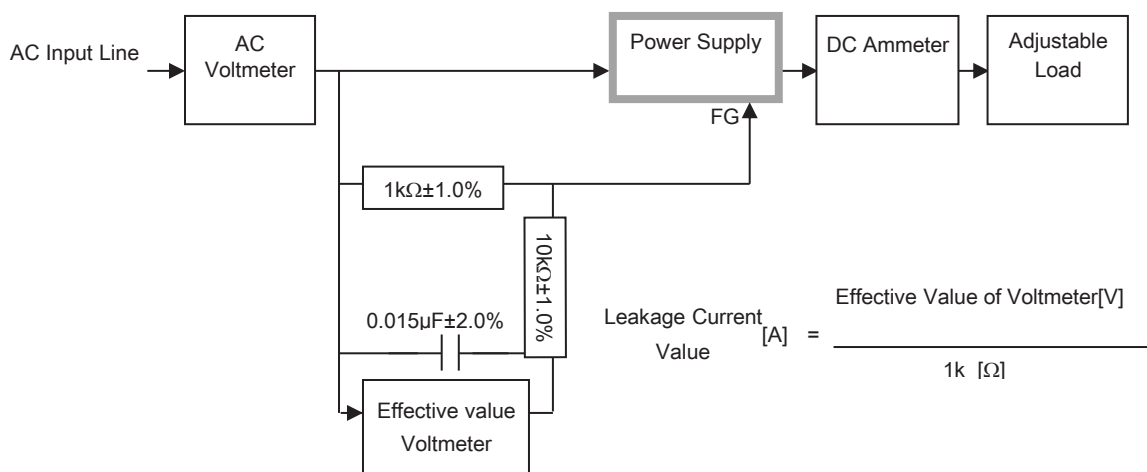 AC Input Line
AC
Voltmeter
Power Supply
DC Ammeter
Adjustable
Load
FG
1kΩ±1.0%
10kΩ±1.0%
0.015µF±2.0%
Effective value
Voltmeter
Leakage Current
Value
[A] =
Effective Value of Voltmeter[V]
1k [Ω]